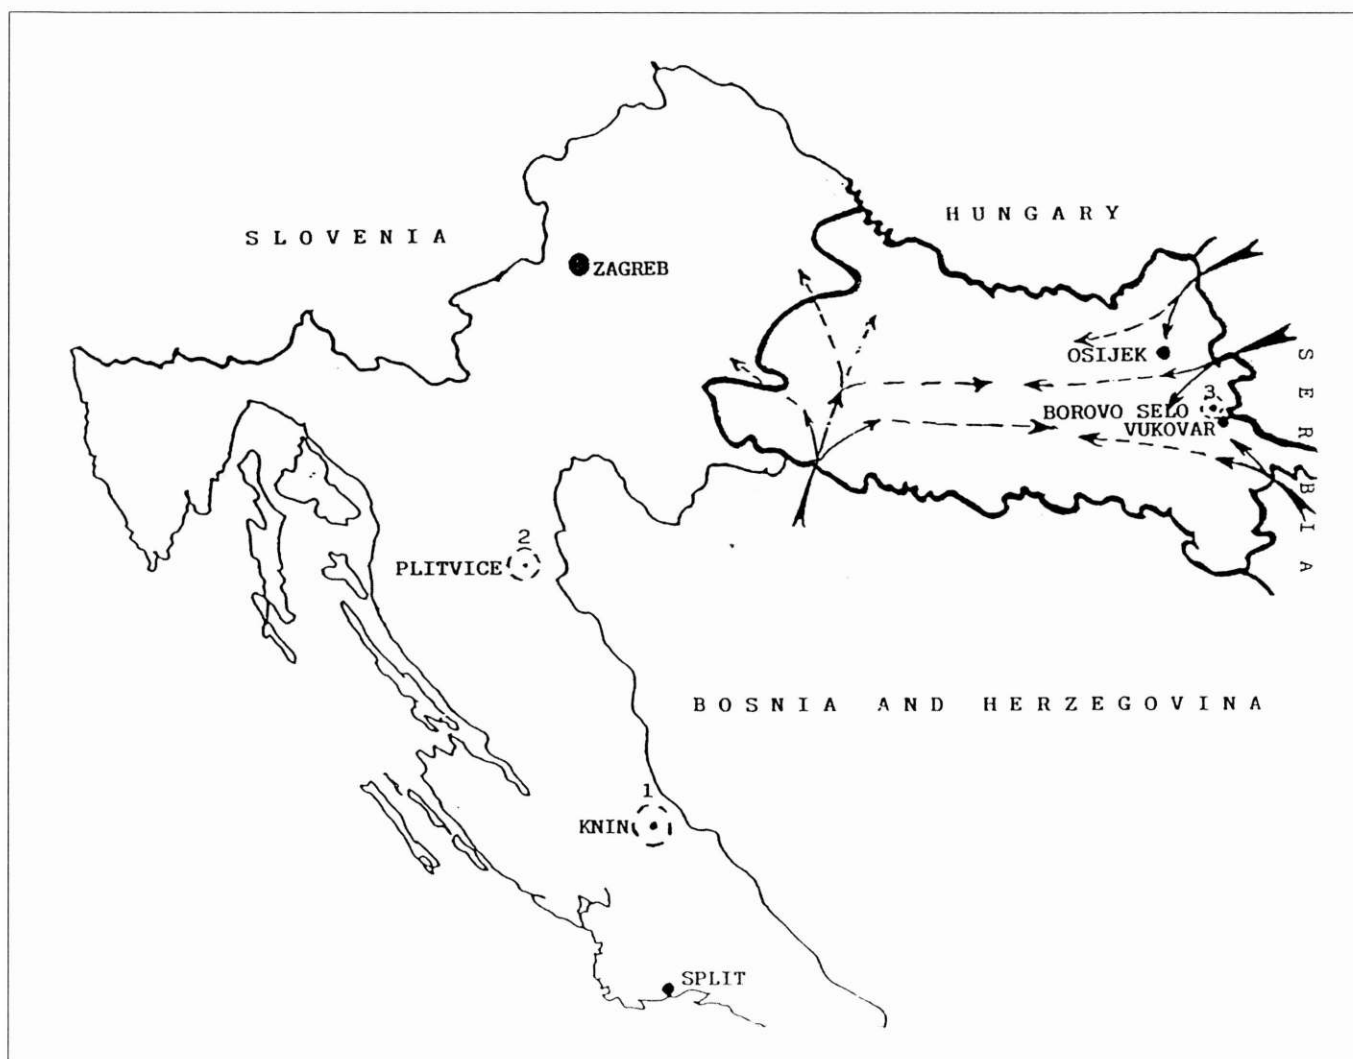 HUNGARY
SLOVENIA
ZAGREB
OSIJEK
SERBIA
3
BOROVO SELO
VUKOVAR
2
PLITVICE
BOSNIA AND HERZEGOVINA
1
KNIN
SPLIT